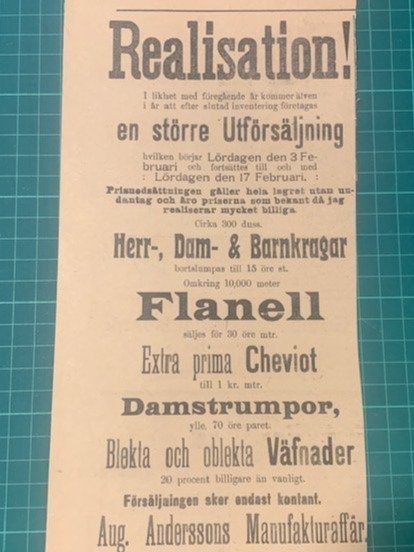 Realisation!
I likhet med föregående år kommer även
i år att efter slutad inventering företagas
en större Utförsäljning
hvilken börjar Lördagen den 3 Fe-
bruari och fortsättes till och med
: Lördagen den 17 Februari. :
Prisnedsättningen gäller hela lagret utan un-
dantag och äro priserna som bekant då jag
realiserar mycket billiga.
Cirka 300 duss.
Herr-, Dam- & Barnkragar
bortslumpas till 15 öre st.
Omkring 10,000 meter
Flanell
säljes för 30 öre mtr.
Extra prima Cheviot
till 1 kr. mtr.
Damstrumpor,
ylle, 70 öre paret.
Blekta och oblekta Väfnader
20 procent billigare än vanligt.
Försäljningen sker endast kontant.
Aug. Anderssons Manufakturaffär.